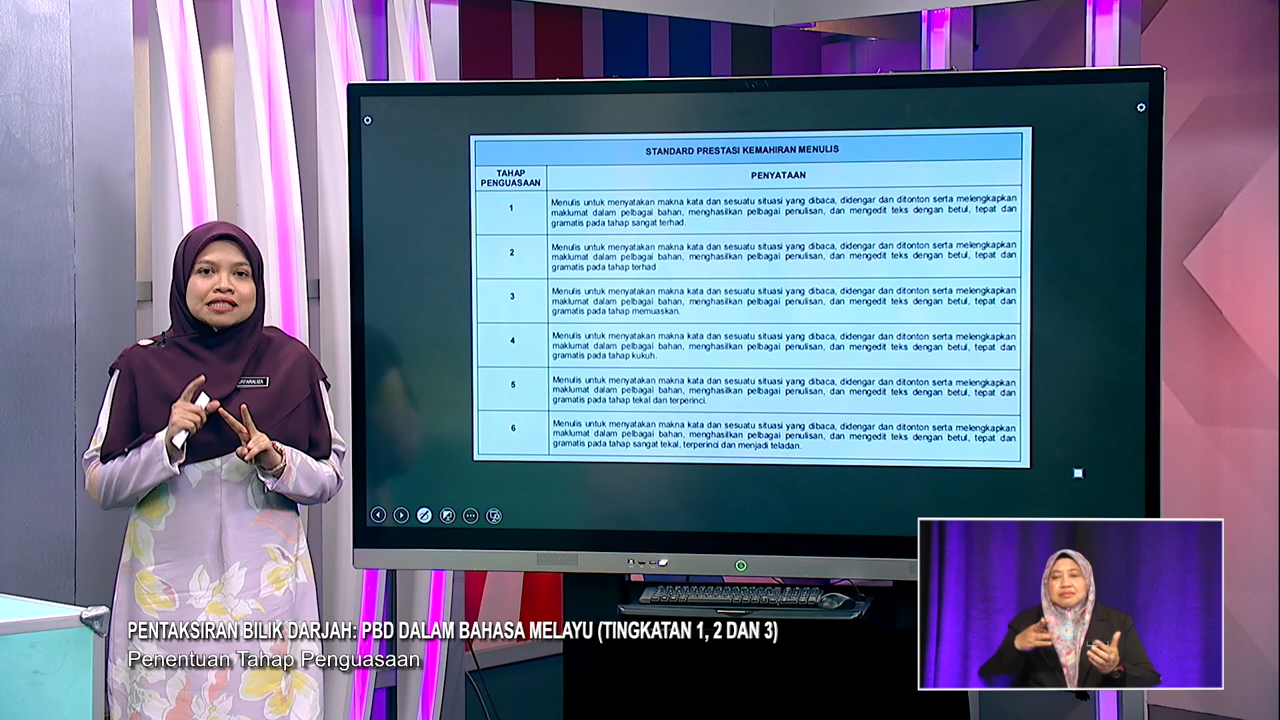 STANDARD PRESTASI KEMAHIRAN MENULIS
TAHAP
PENGUASAAN
PENYATAAN
1
Menulis untuk menyatakan makna kata dan sesuatu situasi yang dibaca, didengar dan ditonton serta melengkapkan
maklumat dalam pelbagai bahan, menghasilkan pelbagai penulisan, dan mengedit teks dengan betul, tepat dan
gramatis pada tahap sangat terhad.
2
Menulis untuk menyatakan makna kata dan sesuatu situasi yang dibaca, didengar dan ditonton serta melengkapkan
maklumat dalam pelbagai bahan, menghasilkan pelbagai penulisan, dan mengedit teks dengan betul, tepat dan
gramatis pada tahap terhad
3
Menulis untuk menyatakan makna kata dan sesuatu situasi yang dibaca, didengar dan ditonton serta melengkapkan
maklumat dalam pelbagai bahan, menghasilkan pelbagai penulisan, dan mengedit teks dengan betul, tepat dan
gramatis pada tahap memuaskan.
4
Menulis untuk menyatakan makna kata dan sesuatu situasi yang dibaca, didengar dan ditonton serta melengkapkan
maklumat dalam pelbagai bahan, menghasilkan pelbagai penulisan, dan mengedit teks dengan betul, tepat dan
gramatis pada tahap kukuh.
5
Menulis untuk menyatakan makna kata dan sesuatu situasi yang dibaca, didengar dan ditonton serta melengkapkan
maklumat dalam pelbagai bahan, menghasilkan pelbagai penulisan, dan mengedit teks dengan betul, tepat dan
gramatis pada tahap tekal dan terperinci.
6
Menulis untuk menyatakan makna kata dan sesuatu situasi yang dibaca, didengar dan ditonton serta melengkapkan
maklumat dalam pelbagai bahan, menghasilkan pelbagai penulisan, dan mengedit teks dengan betul, tepat dan
gramatis pada tahap sangat tekal, terperinci dan menjadi teladan.
PENTAKSIRAN BILIK DARJAH: PBD DALAM BAHASA MELAYU (TINGKATAN 1, 2 DAN 3)
Penentuan Tahap Penguasaan